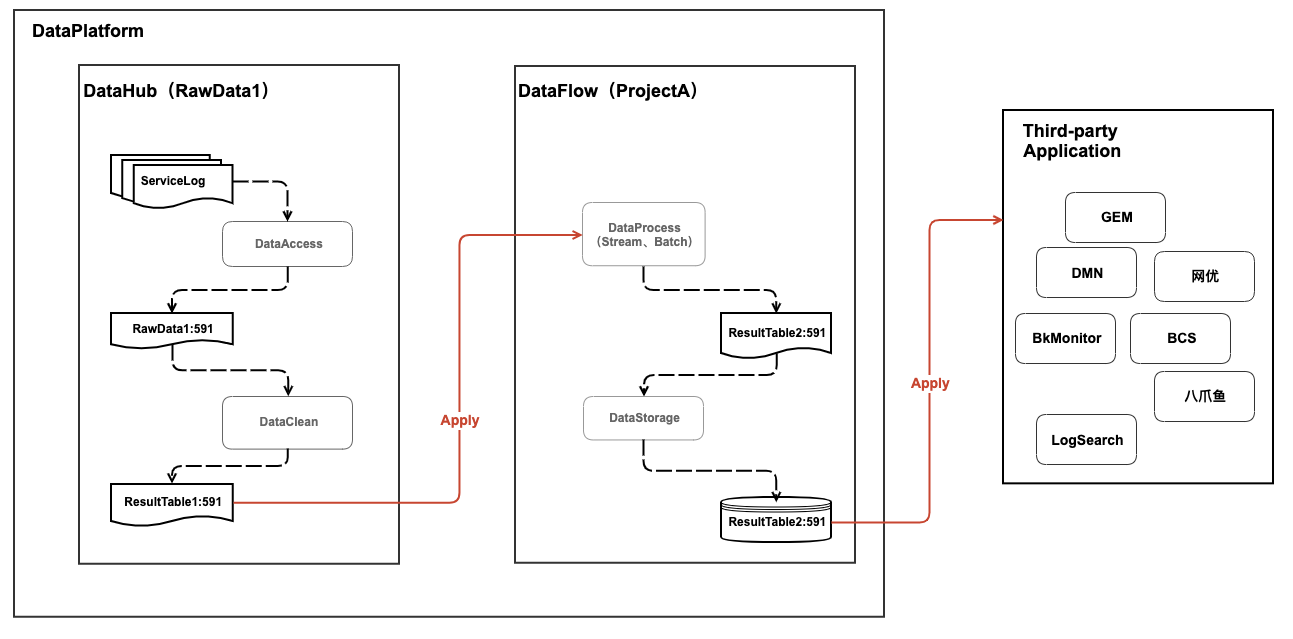 DataPlatform
DataHub（RawData1）
ServiceLog
DataAccess
RawData1:591
DataClean
ResultTable1:591
Apply
DataFlow（ProjectA）
DataProcess
（Stream、Batch）
ResultTable2:591
DataStorage
ResultTable2:591
Apply
Third-party
Application
GEM
DMN
网优
BkMonitor
BCS
八爪鱼
LogSearch